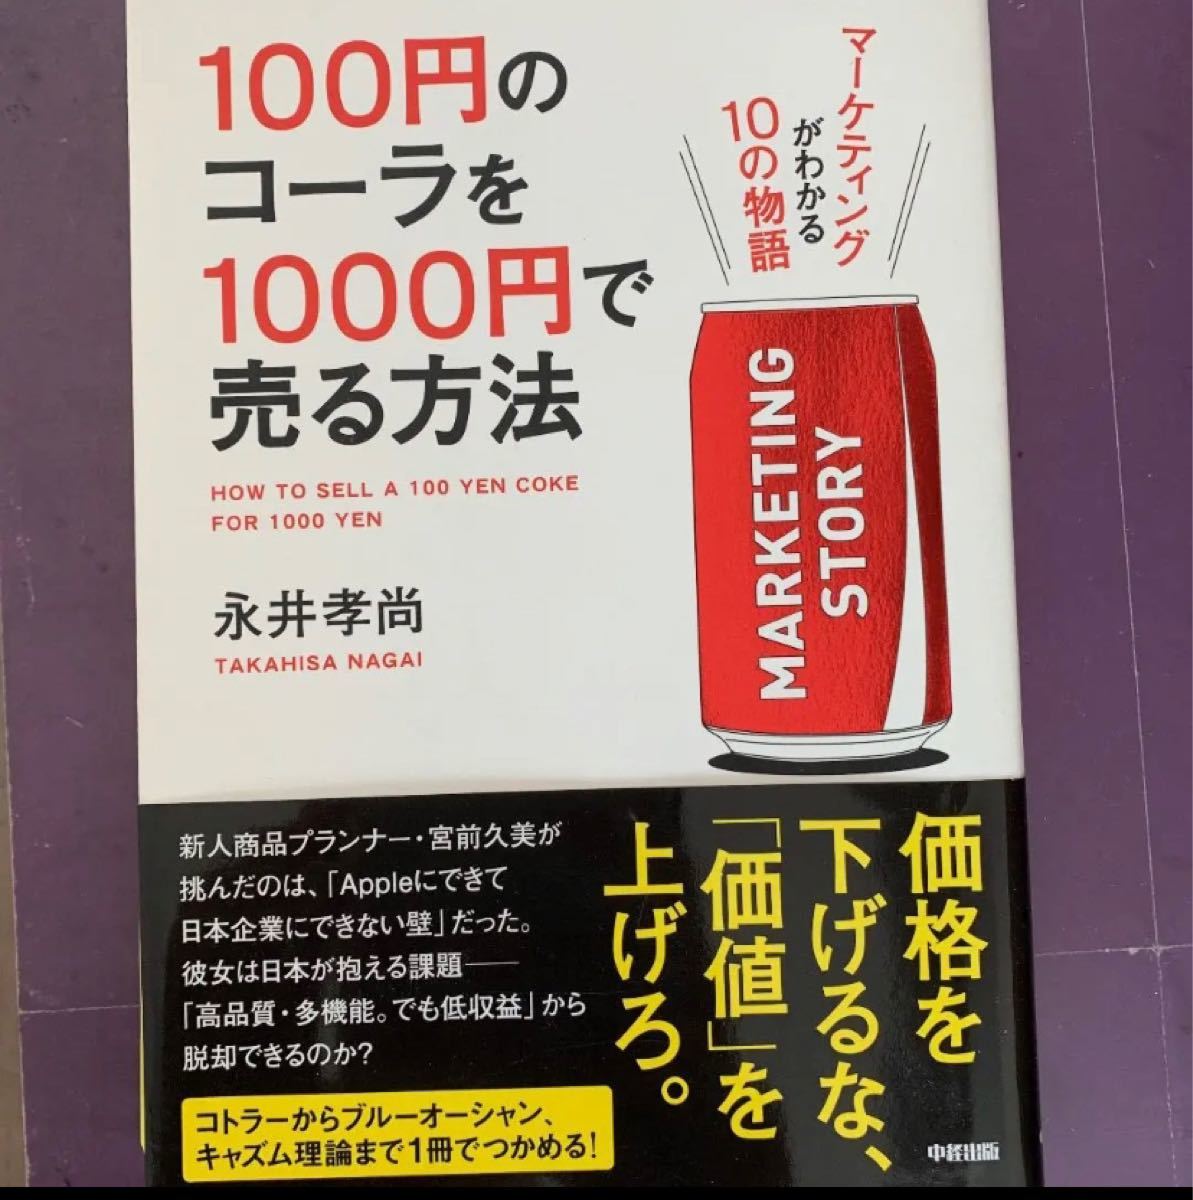 100円の
コーラを
1000円で
売る方法
HOW TO SELL A 100 YEN COKE
FOR 1000 YEN
永井孝尚
TAKAHISA NAGAI
マーケティング
がわかる
10の物語
MARKETING
STORY
価格を
下げるな、
「価値」を
上げろ。
新人商品プランナー・宮前久美が
挑んだのは、「Appleにできて
日本企業にできない壁」だった。
彼女は日本が抱える課題──
「高品質・多機能。でも低収益」から
脱却できるのか?
コトラーからブルーオーシャン、
キャズム理論まで1冊でつかめる!
中経出版